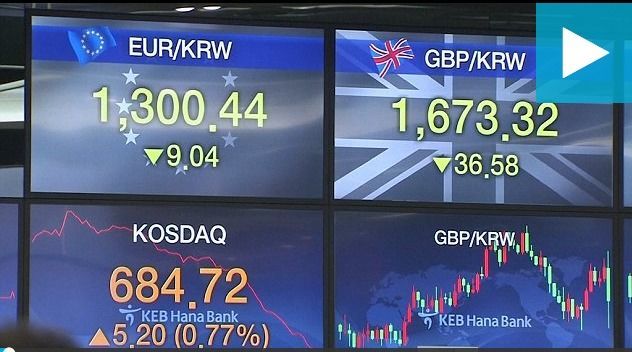 EUR/KRW
1,300.44
▼9.04
GBP/KRW
1,673.32
▼36.58
KOSDAQ
684.72
KEB Hana Bank
▲5.20 (0.77%)
GBP/KRW
KEB Hana Bank